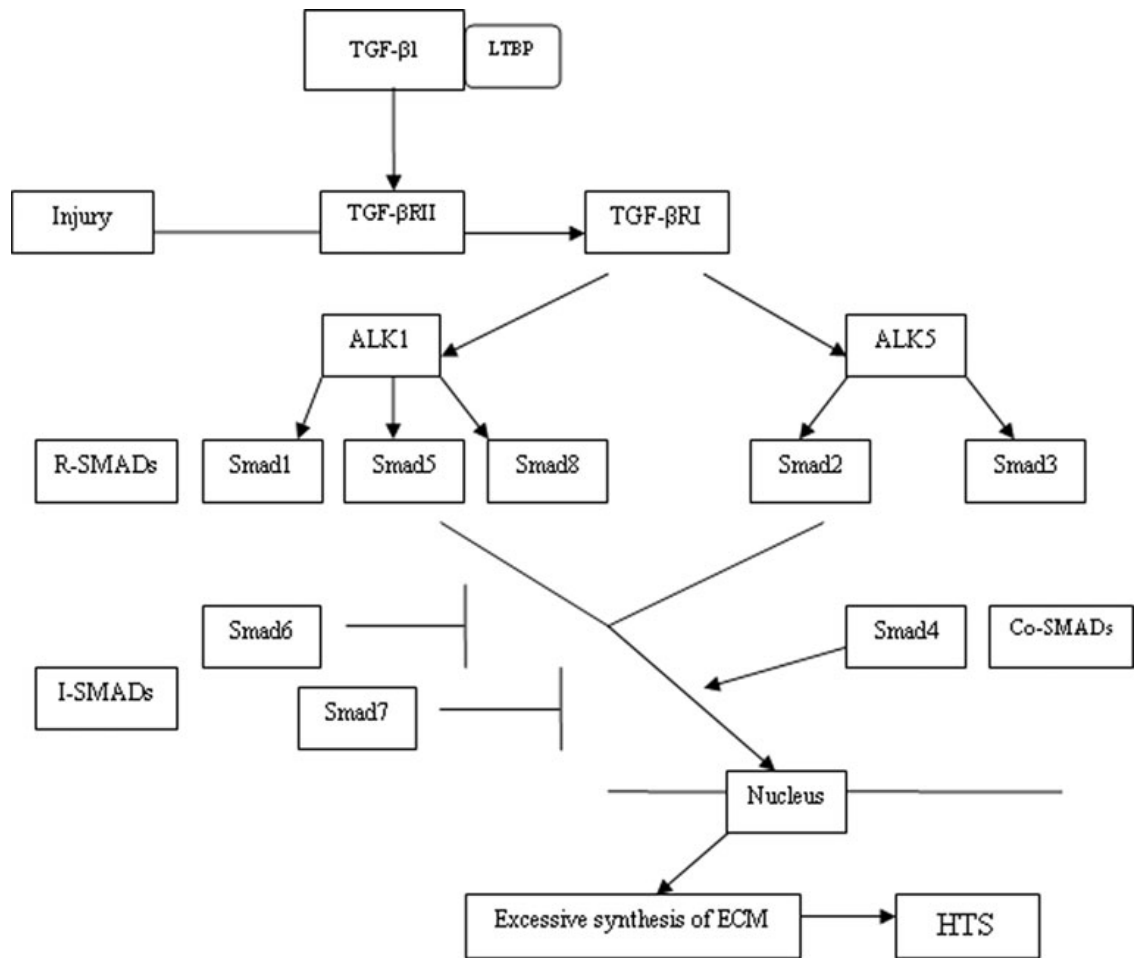 TGF-β1
LTBP
Injury
TGF-βRII
TGF-βRI
ALK1
ALK5
R-SMADs
Smad1
Smad5
Smad8
Smad2
Smad3
Smad6
Smad4
Co-SMADs
I-SMADs
Smad7
Nucleus
Excessive synthesis of ECM
HTS